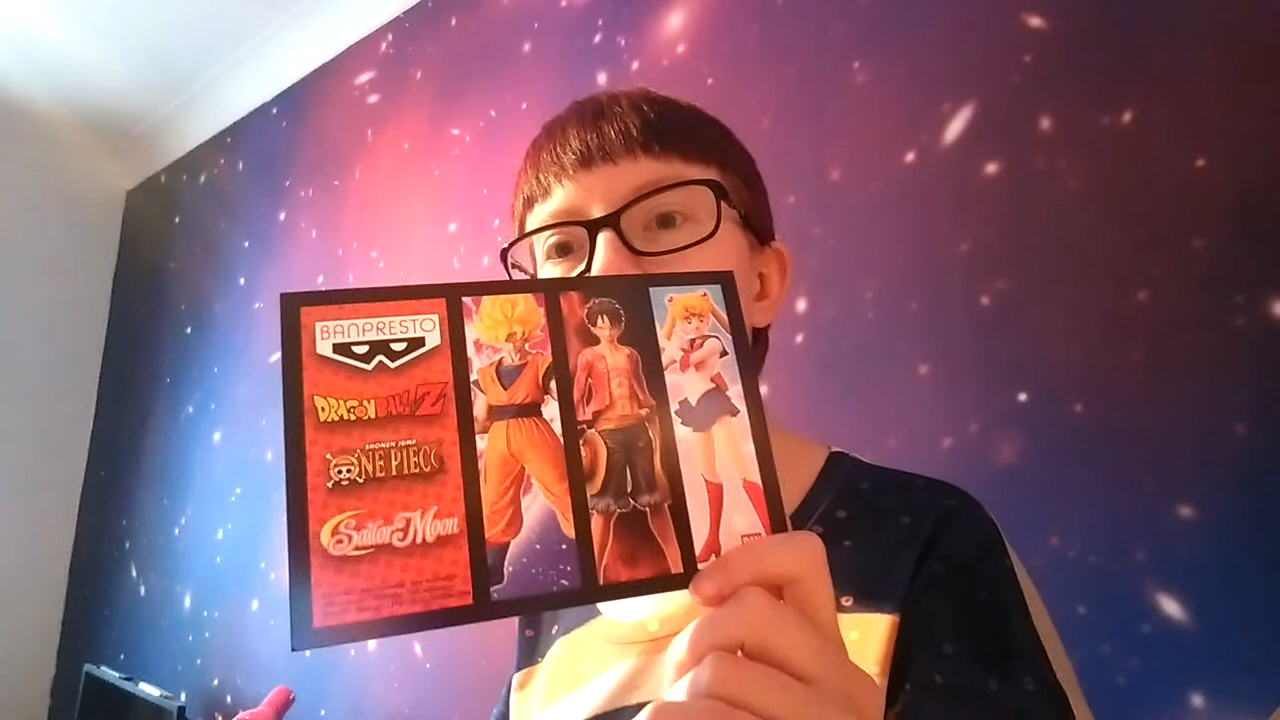 BANPRESTO
DRAGON BALL Z
SHONEN JUMP
ONE PIECE
Sailor Moon